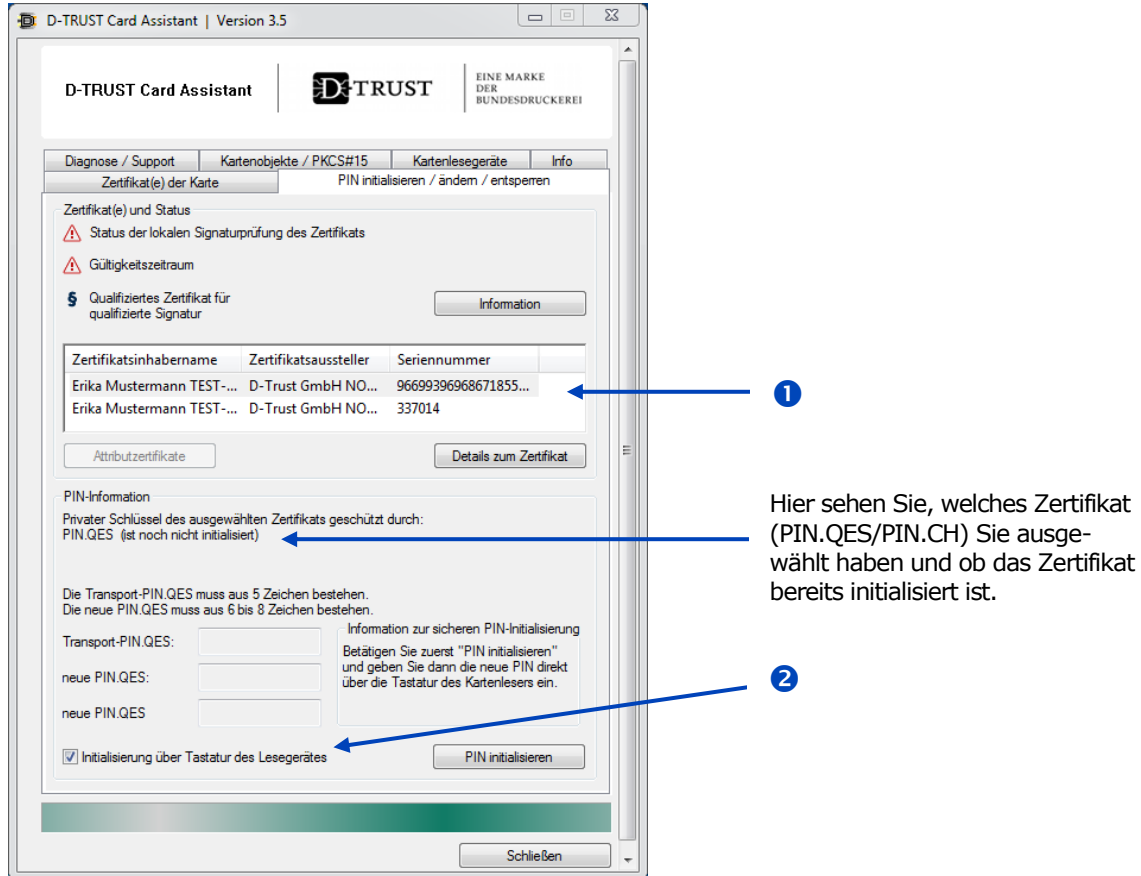 D-TRUST Card Assistant | Version 3.5
D-TRUST Card Assistant
D-TRUST
EINE MARKE
DER
BUNDESDRUCKEREI
Diagnose / Support
Kartenobjekte / PKCS#15
Kartenlesegeräte
Info
Zertifikat(e) der Karte
PIN initialisieren / ändern / entsperren
Zertifikat(e) und Status
Status der lokalen Signaturprüfung des Zertifikats
Gültigkeitszeitraum
§ Qualifiziertes Zertifikat für
qualifizierte Signatur
Information
Zertifikatsinhabername Zertifikatsaussteller Seriennummer
Erika Mustermann TEST-... D-Trust GmbH NO... 96699396968671855...
Erika Mustermann TEST-... D-Trust GmbH NO... 337014
❶
Attributzertifikate
Details zum Zertifikat
PIN-Information
Privater Schlüssel des ausgewählten Zertifikats geschützt durch:
PIN.QES (ist noch nicht initialisiert)
Hier sehen Sie, welches Zertifikat
(PIN.QES/PIN.CH) Sie ausge-
wählt haben und ob das Zertifikat
bereits initialisiert ist.
Die Transport-PIN.QES muss aus 5 Zeichen bestehen.
Die neue PIN.QES muss aus 6 bis 8 Zeichen bestehen.
Transport-PIN.QES:
neue PIN.QES:
neue PIN.QES
Information zur sicheren PIN-Initialisierung
Betätigen Sie zuerst "PIN initialisieren"
und geben Sie dann die neue PIN direkt
über die Tastatur des Kartenlesers ein.
❷
Initialisierung über Tastatur des Lesegerätes
PIN initialisieren
Schließen